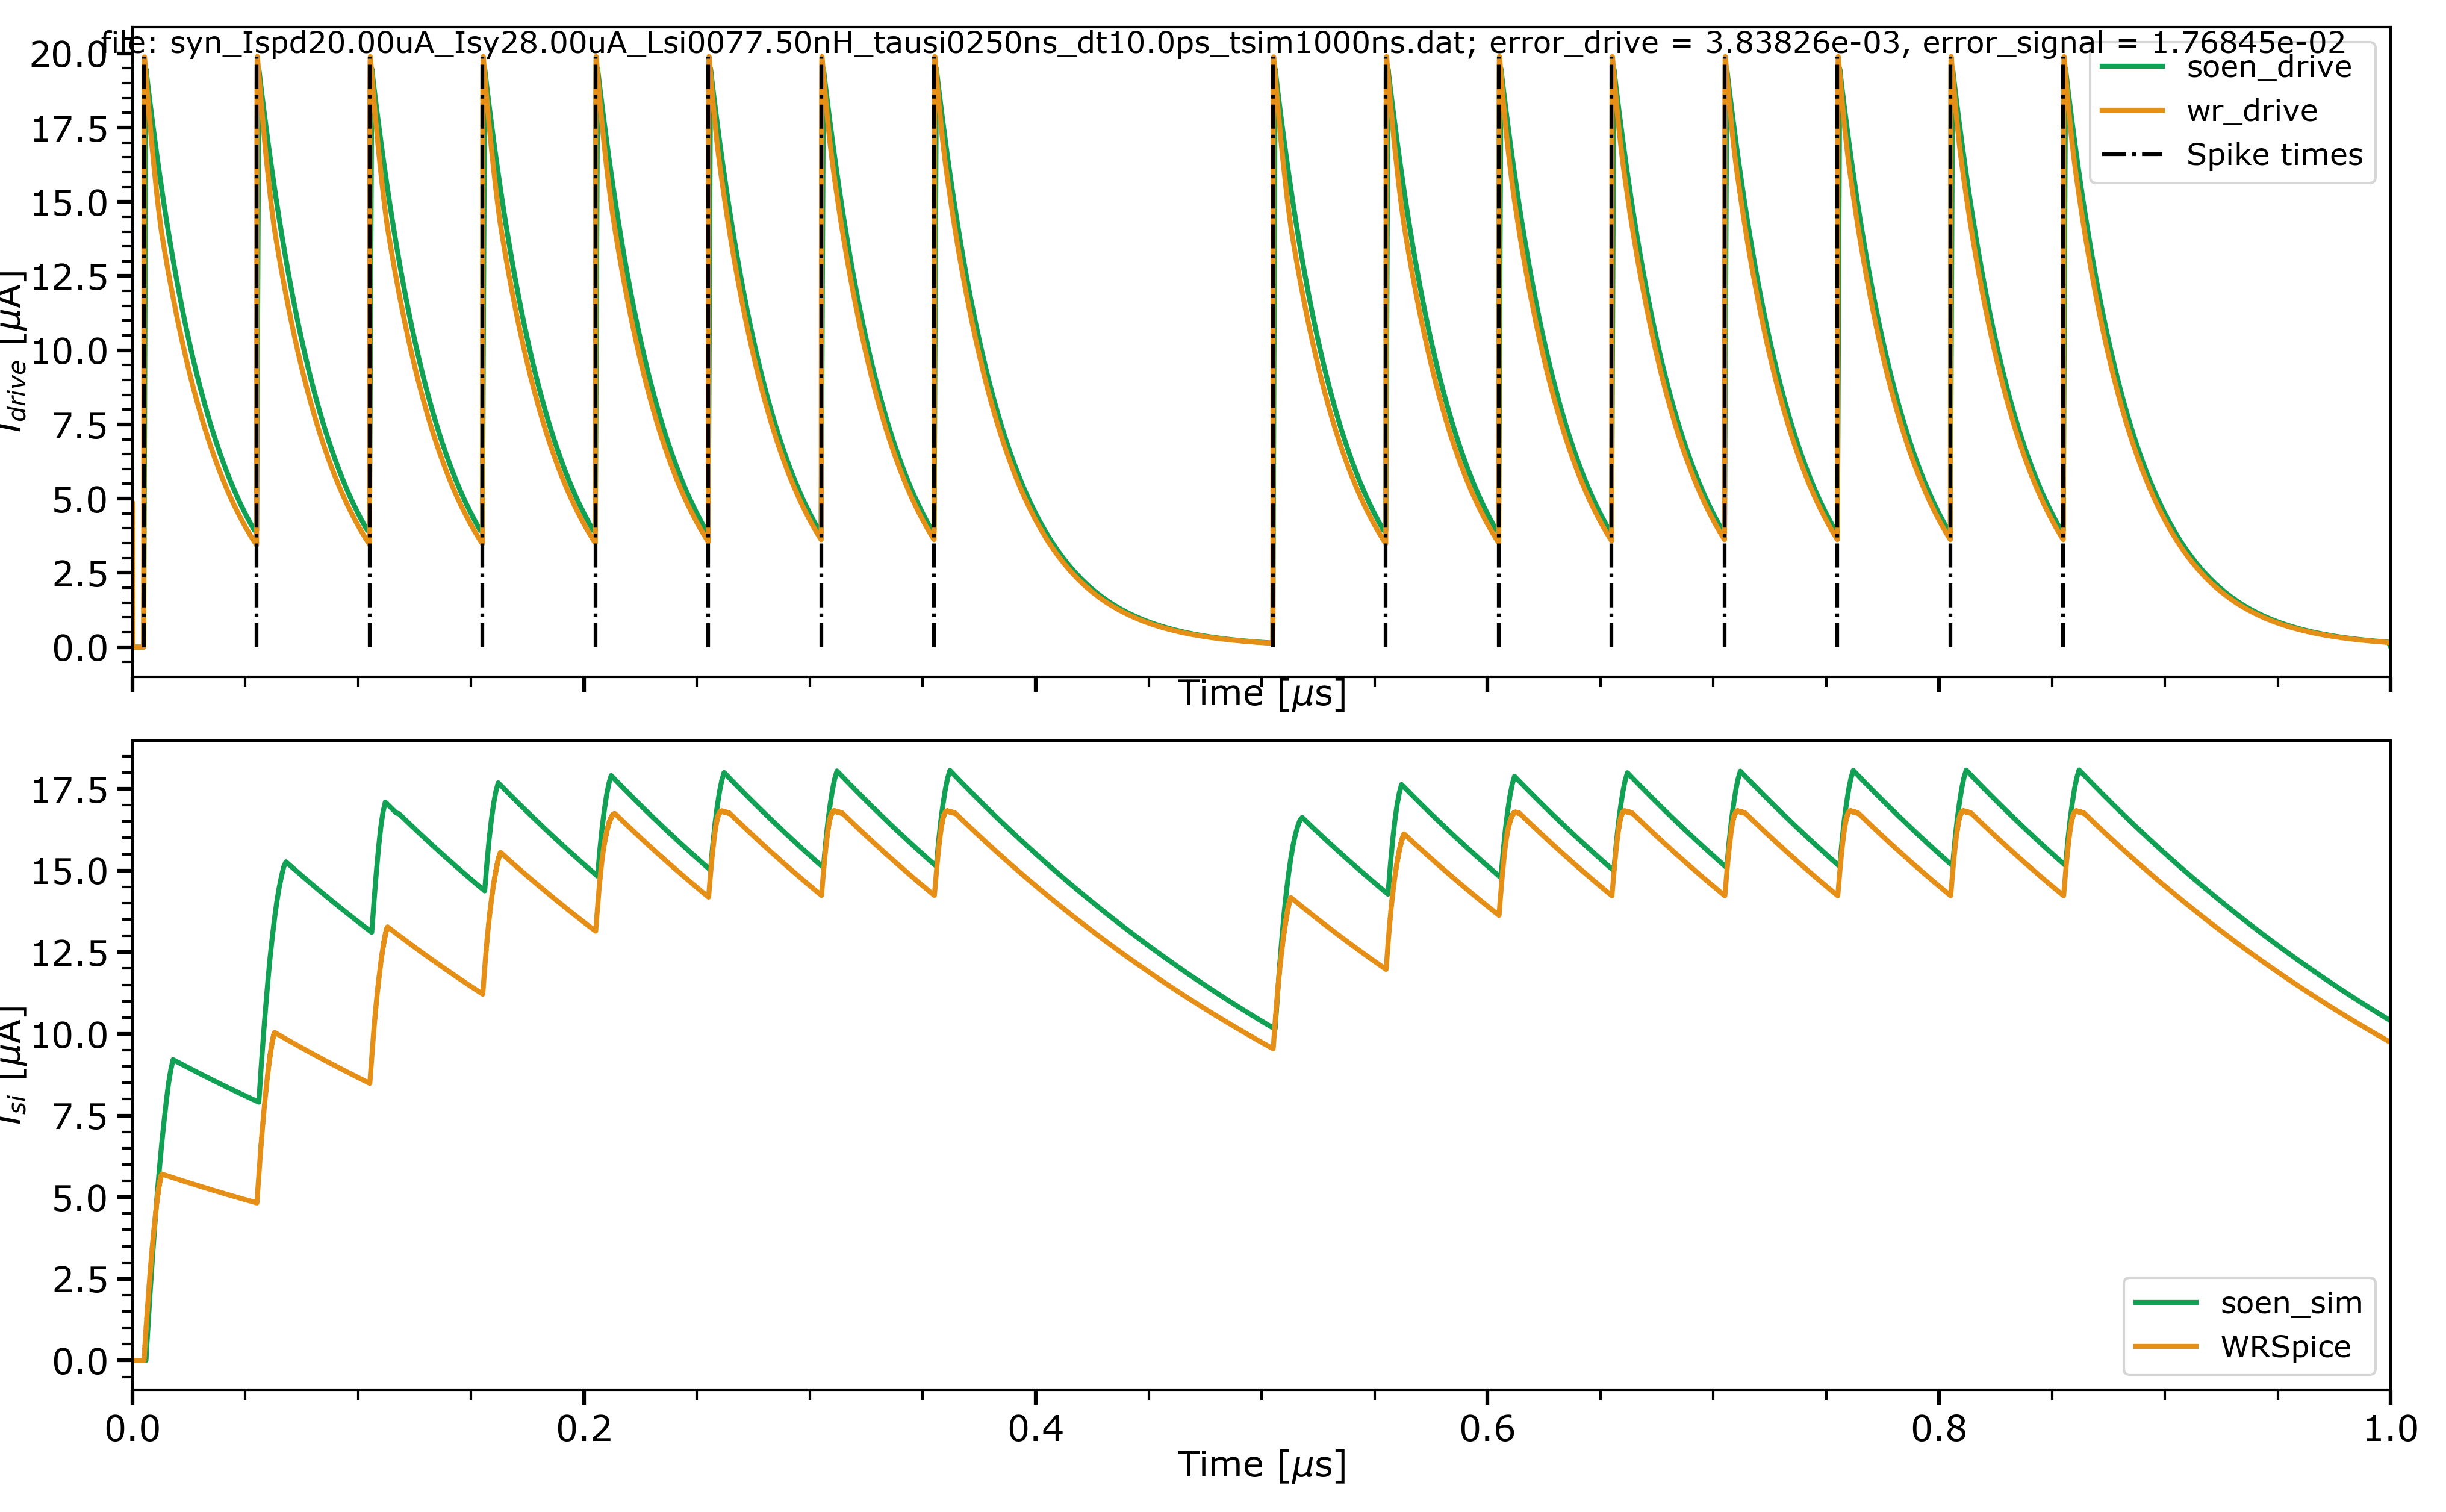 file: syn_Ispd20.00uA_Isy28.00uA_Lsi0077.50nH_tausi0250ns_dt10.0ps_tsim1000ns.dat; error_drive = 3.83826e-03, error_signal = 1.76845e-02
soen_drive
wr_drive
Spike times
20.0
17.5
15.0
12.5
10.0
7.5
5.0
2.5
0.0
I_drive [μA]
Time [μs]
17.5
15.0
12.5
10.0
7.5
5.0
2.5
0.0
I_si [μA]
soen_sim
WRSpice
0.0 0.2 0.4 0.6 0.8 1.0
Time [μs]